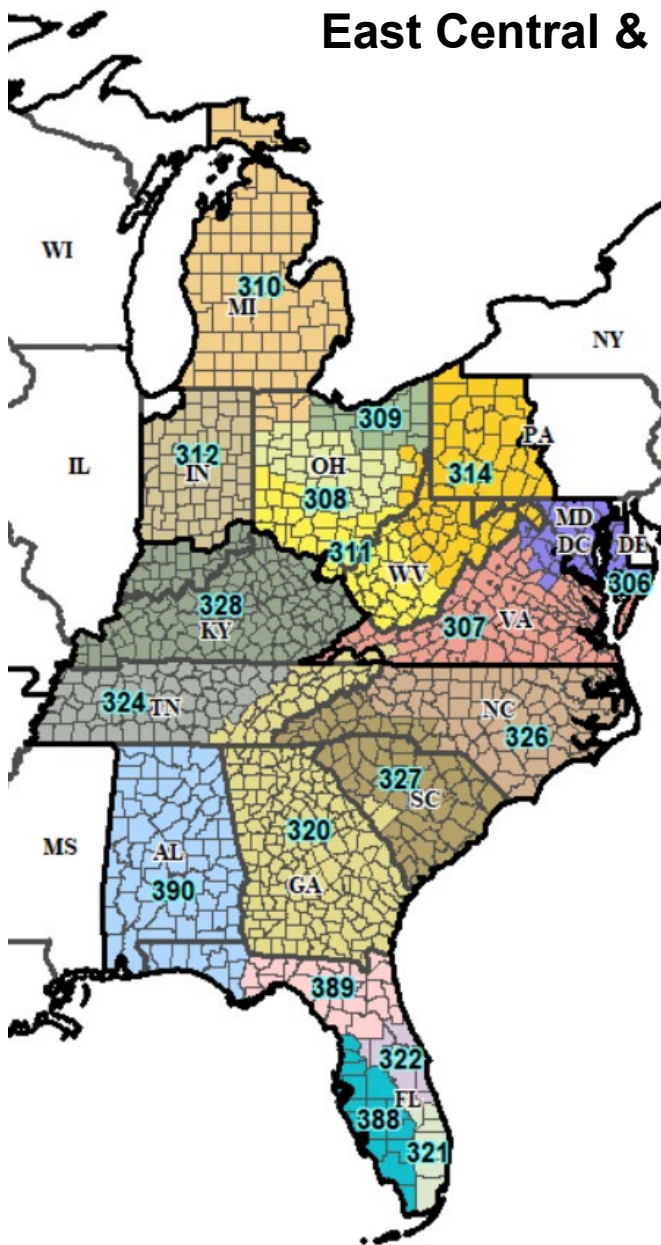 East Central &
WI
310
MI
NY
309
PA
312
IL
IN
OH
314
308
MD
311
DC
DE
WV
306
328
307
VA
KY
324
TN
NC
326
327
SC
320
MS
AL
390
GA
389
322
FL
388
321